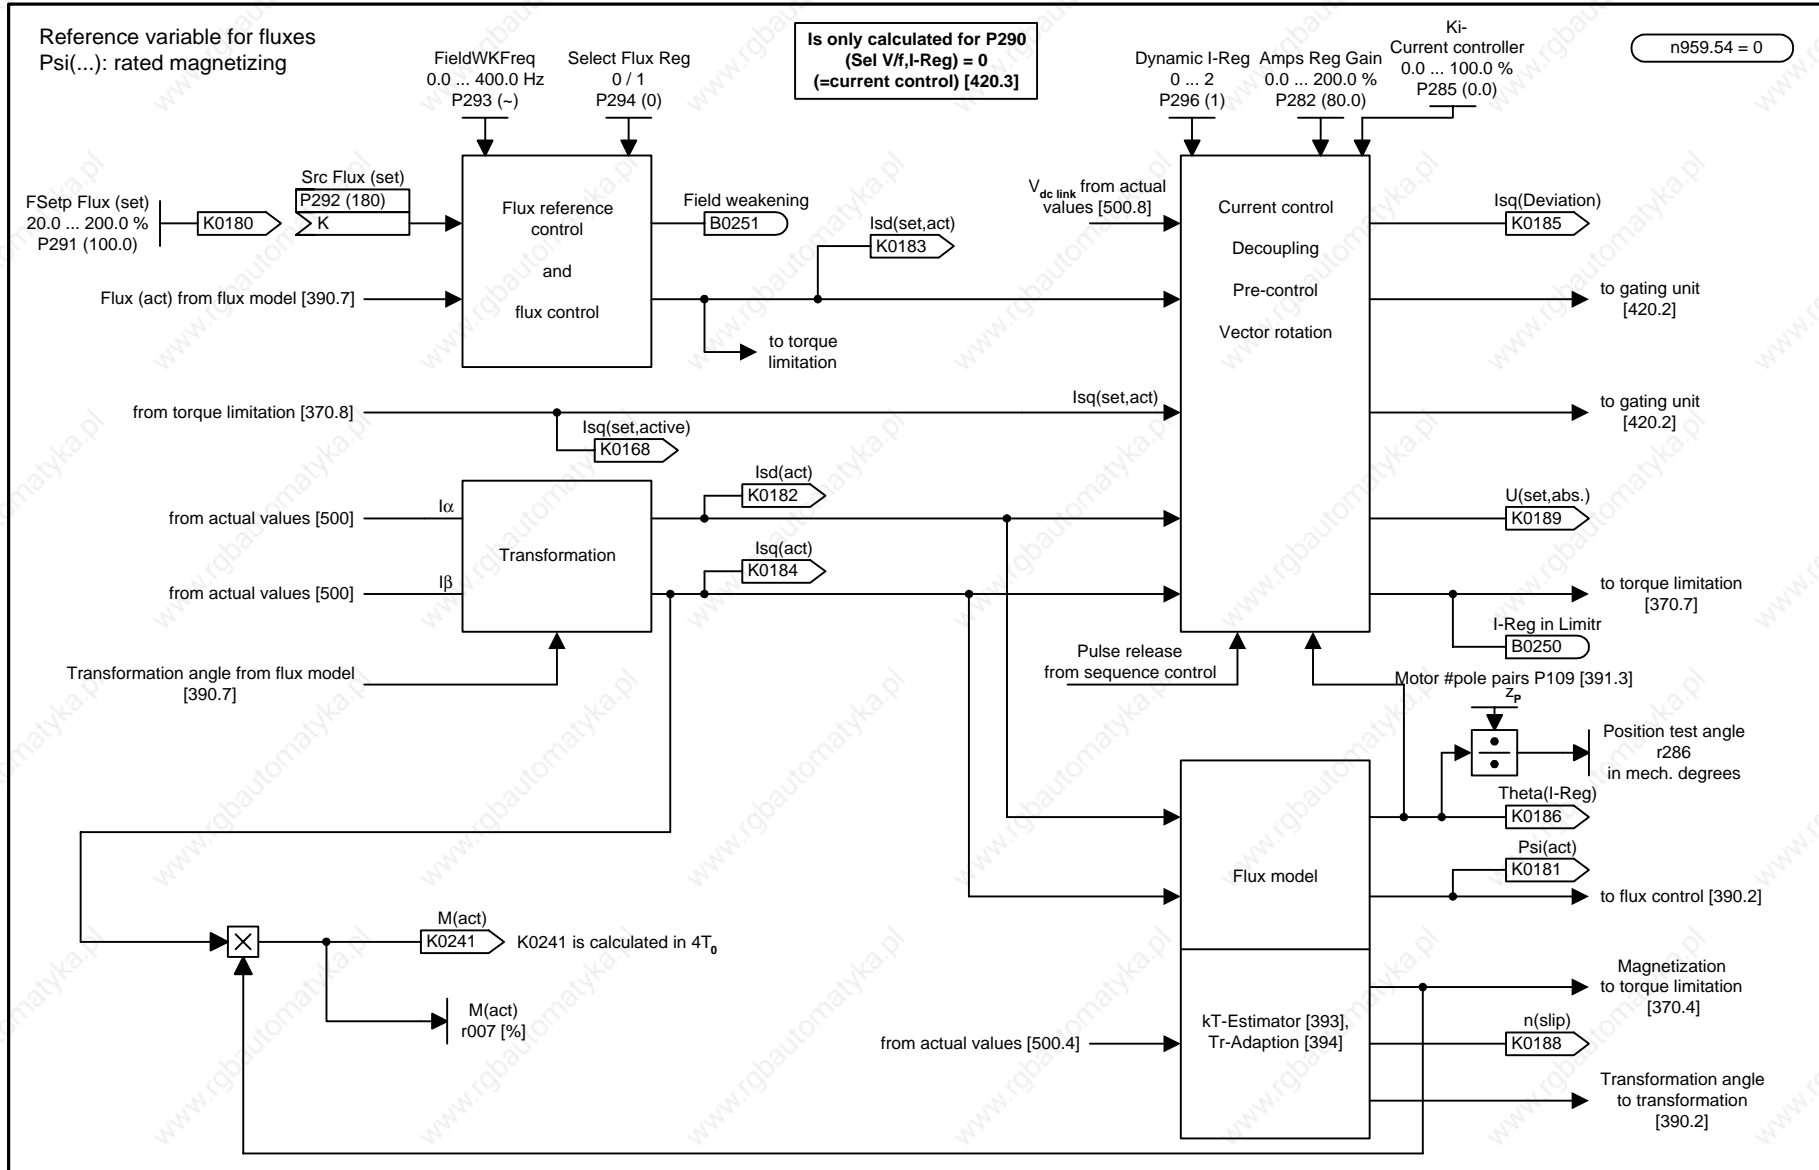 Reference variable for fluxes
Psi(...): rated magnetizing
FieldWKFreq
0.0 ... 400.0 Hz
P293 (~)
Select Flux Reg
0 / 1
P294 (0)
Is only calculated for P290
(Sel V/f,I-Reg) = 0
(=current control) [420.3]
Dynamic I-Reg
0 ... 2
P296 (1)
Amps Reg Gain
0.0 ... 200.0 %
P282 (80.0)
Ki-
Current controller
0.0 ... 100.0 %
P285 (0.0)
n959.54 = 0
FSetp Flux (set)
20.0 ... 200.0 %
P291 (100.0)
K0180
Src Flux (set)
P292 (180)
K
Flux (act) from flux model [390.7]
Flux reference
control
and
flux control
Field weakening
B0251
Isd(set,act)
K0183
to torque
limitation
Vdc link from actual
values [500.8]
Current control
Decoupling
Pre-control
Vector rotation
Isq(Deviation)
K0185
to gating unit
[420.2]
from torque limitation [370.8]
Isq(set,active)
K0168
Isq(set,act)
to gating unit
[420.2]
from actual values [500]
Iα
from actual values [500]
Iβ
Transformation
Isd(act)
K0182
Isq(act)
K0184
U(set,abs.)
K0189
to torque limitation
[370.7]
I-Reg in Limitr
B0250
Transformation angle from flux model
[390.7]
Pulse release
from sequence control
Motor #pole pairs P109 [391.3]
zP
Position test angle
r286
in mech. degrees
Theta(I-Reg)
K0186
Flux model
Psi(act)
K0181
to flux control [390.2]
M(act)
K0241
K0241 is calculated in 4T0
M(act)
r007 [%]
from actual values [500.4]
kT-Estimator [393],
Tr-Adaption [394]
Magnetization
to torque limitation
[370.4]
n(slip)
K0188
Transformation angle
to transformation
[390.2]
www.rgbautomatyka.pl